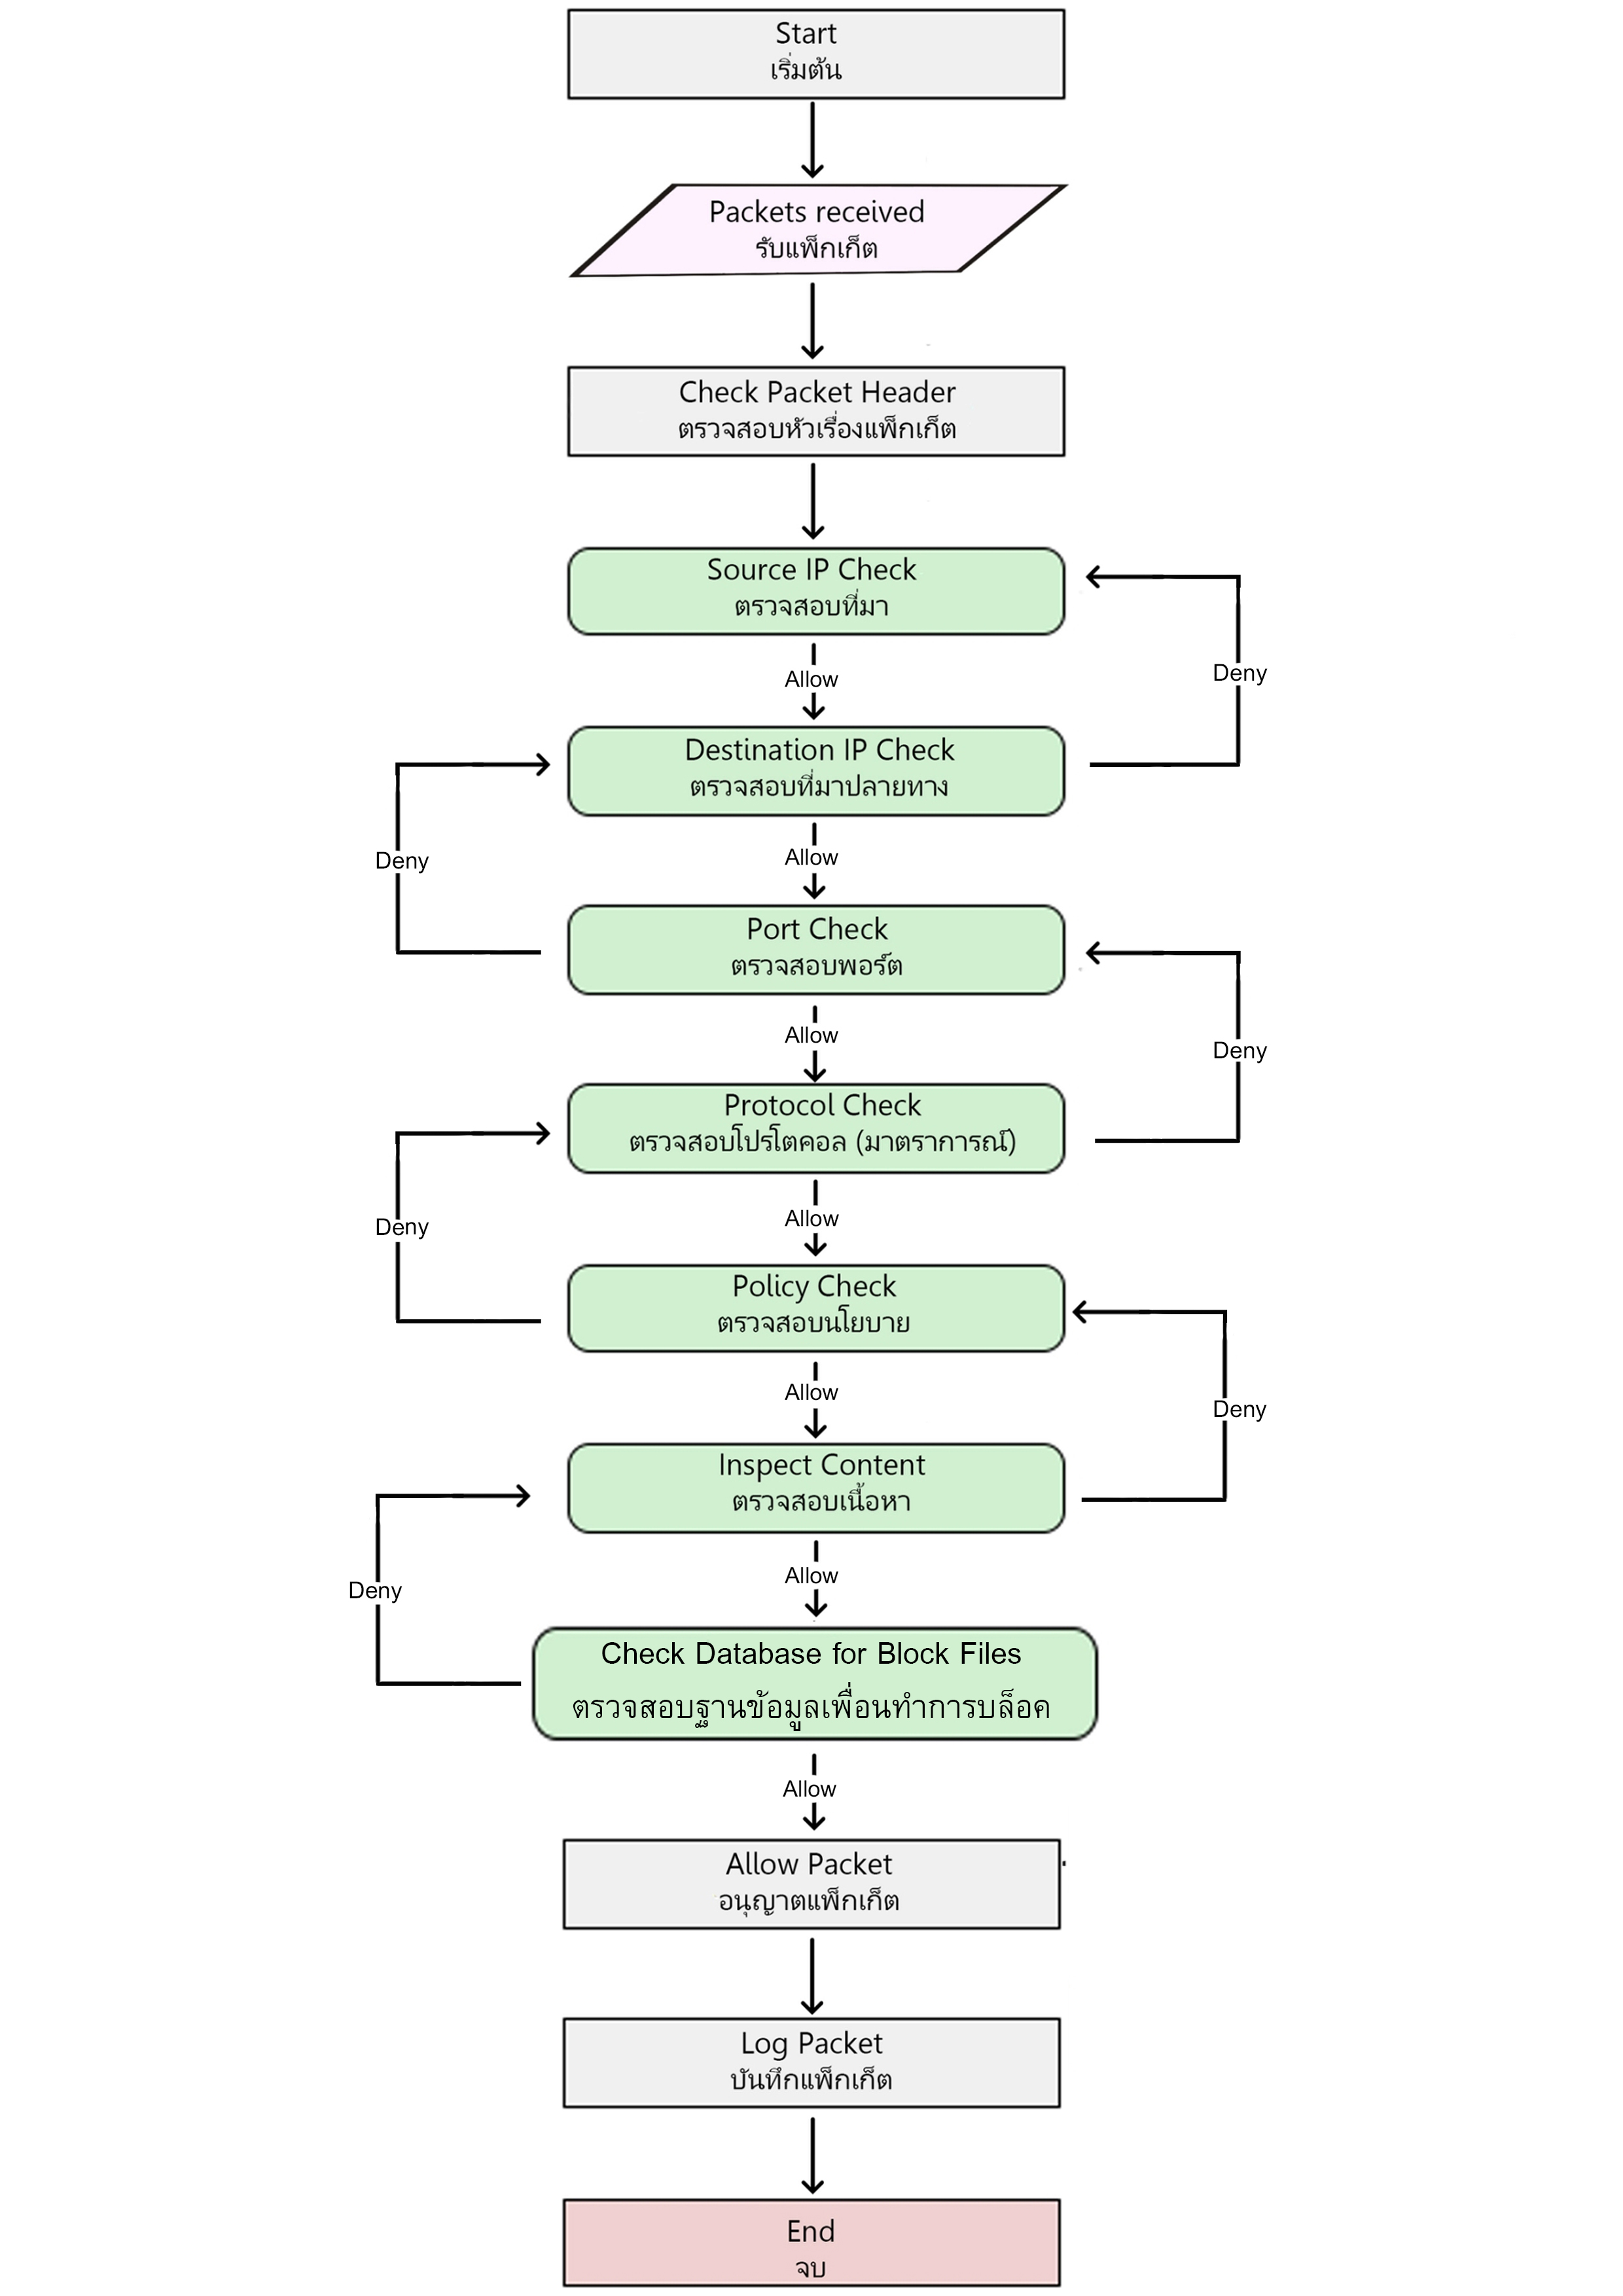 Start
เริ่มต้น
Packets received
รับแพ็กเก็ต
Check Packet Header
ตรวจสอบหัวเรื่องแพ็กเก็ต
Source IP Check
ตรวจสอบที่มา
Deny
Allow
Destination IP Check
ตรวจสอบที่มาปลายทาง
Deny
Allow
Port Check
ตรวจสอบพอร์ต
Allow
Deny
Protocol Check
ตรวจสอบโปรโตคอล (มาตราการณ์)
Deny
Allow
Policy Check
ตรวจสอบนโยบาย
Allow
Deny
Inspect Content
ตรวจสอบเนื้อหา
Deny
Allow
Check Database for Block Files
ตรวจสอบฐานข้อมูลเพื่อนทำการบล็อค
Allow
Allow Packet
อนุญาตแพ็กเก็ต
Log Packet
บันทึกแพ็กเก็ต
End
จบ